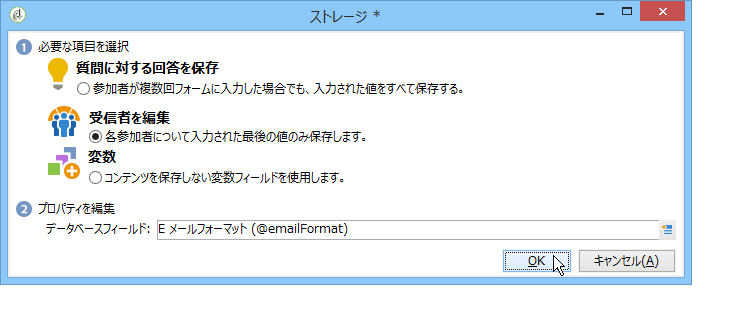 ストレージ *
1 必要な項目を選択
質問に対する回答を保存
参加者が複数回フォームに入力した場合でも、入力された値をすべて保存する。
受信者を編集
各参加者について入力された最後の値のみ保存します。
変数
コンテンツを保存しない変数フィールドを使用します。
2 プロパティを編集
データベースフィールド: E メールフォーマット (@emailFormat)
OK キャンセル(A)